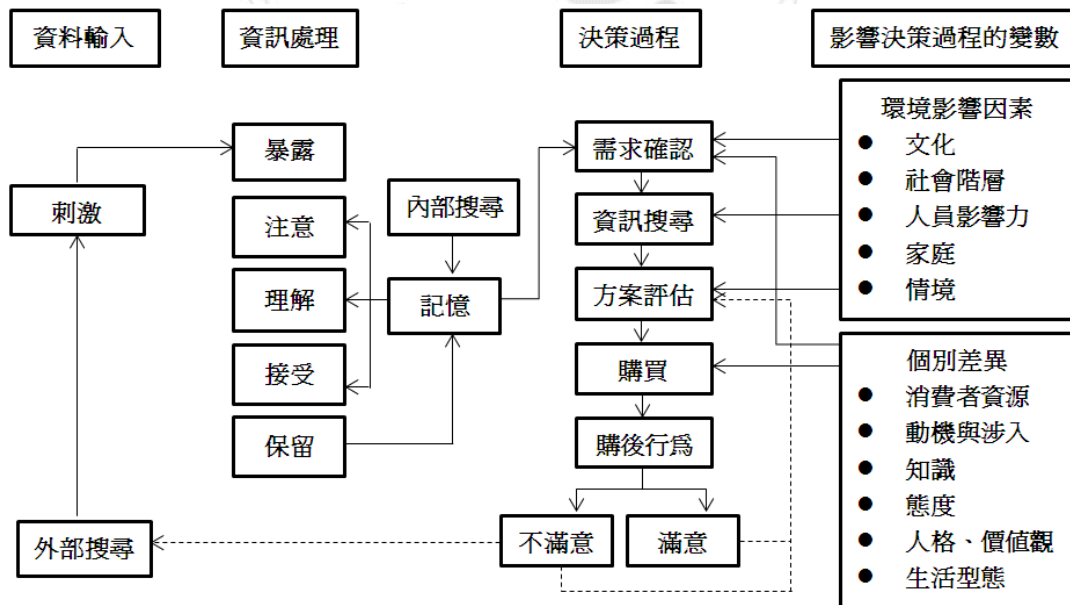 資料輸入
資訊處理
決策過程
影響決策過程的變數
刺激
外部搜尋
暴露
注意
理解
接受
保留
內部搜尋
記憶
需求確認
資訊搜尋
方案評估
購買
購後行爲
不滿意
滿意
環境影響因素
● 文化
● 社會階層
● 人員影響力
● 家庭
● 情境
個別差異
● 消費者資源
● 動機與涉入
● 知識
● 態度
● 人格、價値觀
● 生活型態